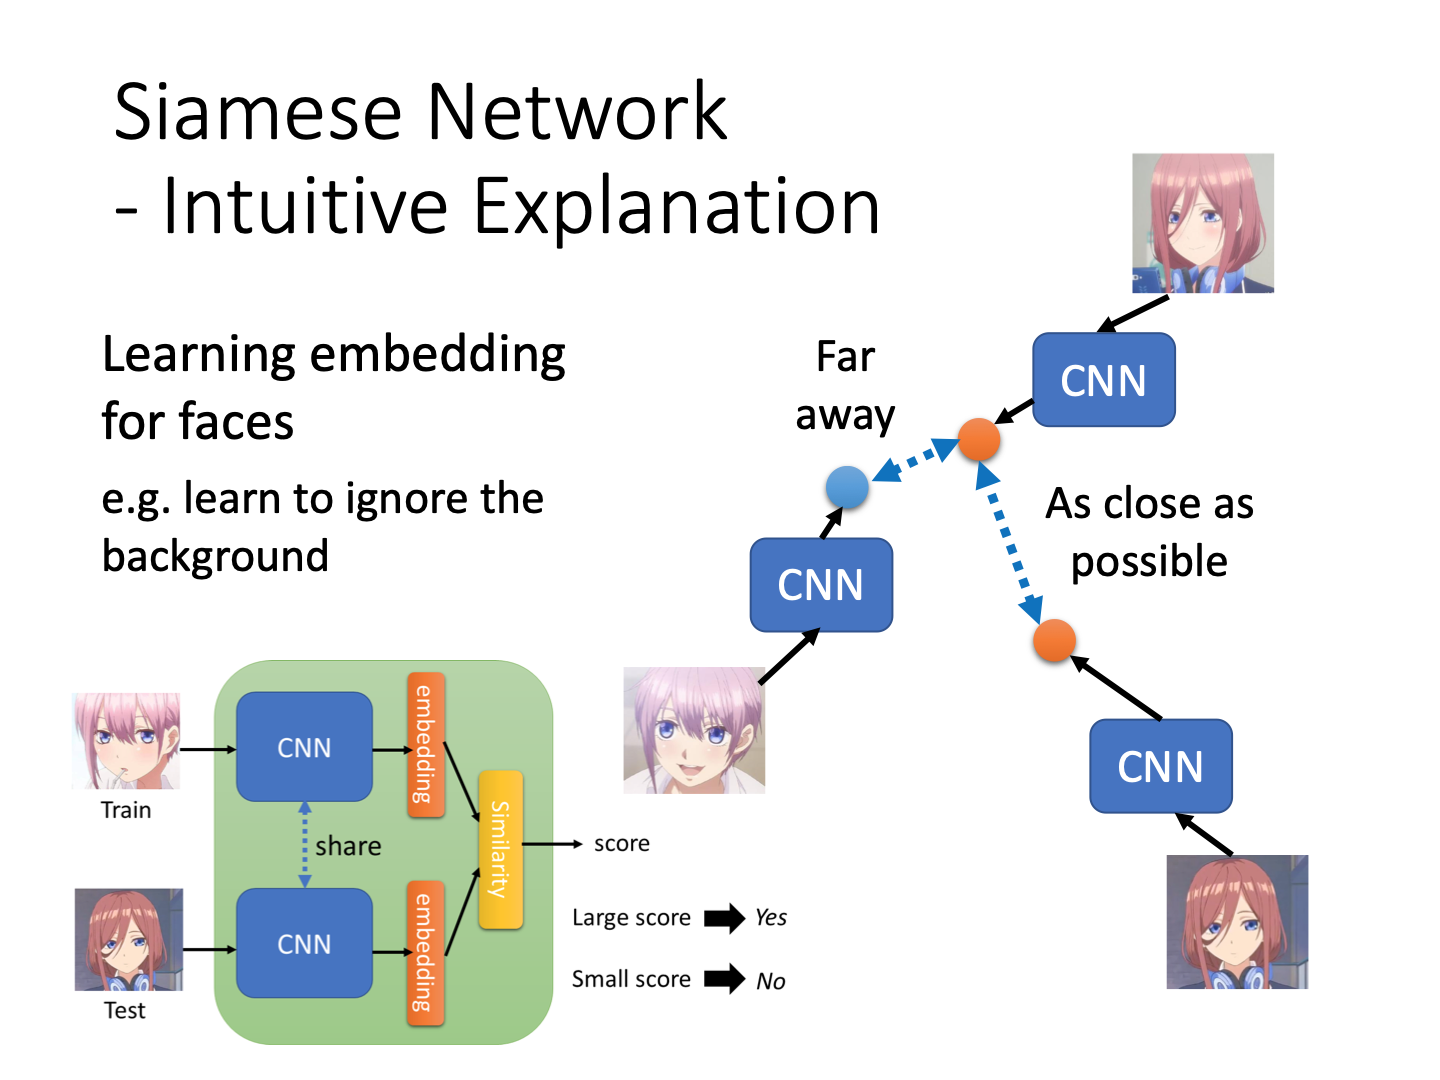 Siamese Network
- Intuitive Explanation
Learning embedding
for faces
e.g. learn to ignore the
background
Far
away
CNN
As close as
possible
CNN
CNN
CNN
embedding
Train
share
Similarity
score
CNN
embedding
Test
Large score
Yes
Small score
No